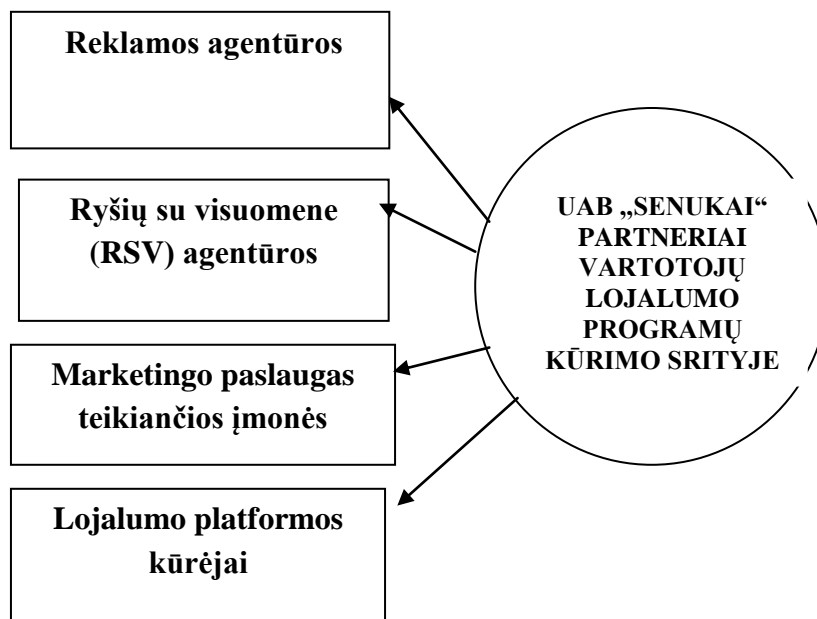 Reklamos agentūros
Ryšių su visuomene
(RSV) agentūros
Marketingo paslaugas
teikiančios įmonės
Lojalumo platformos
kūrėjai
UAB „SENUKAI“
PARTNERIAI
VARTOTOJŲ
LOJALUMO
PROGRAMŲ
KŪRIMO SRITYJE